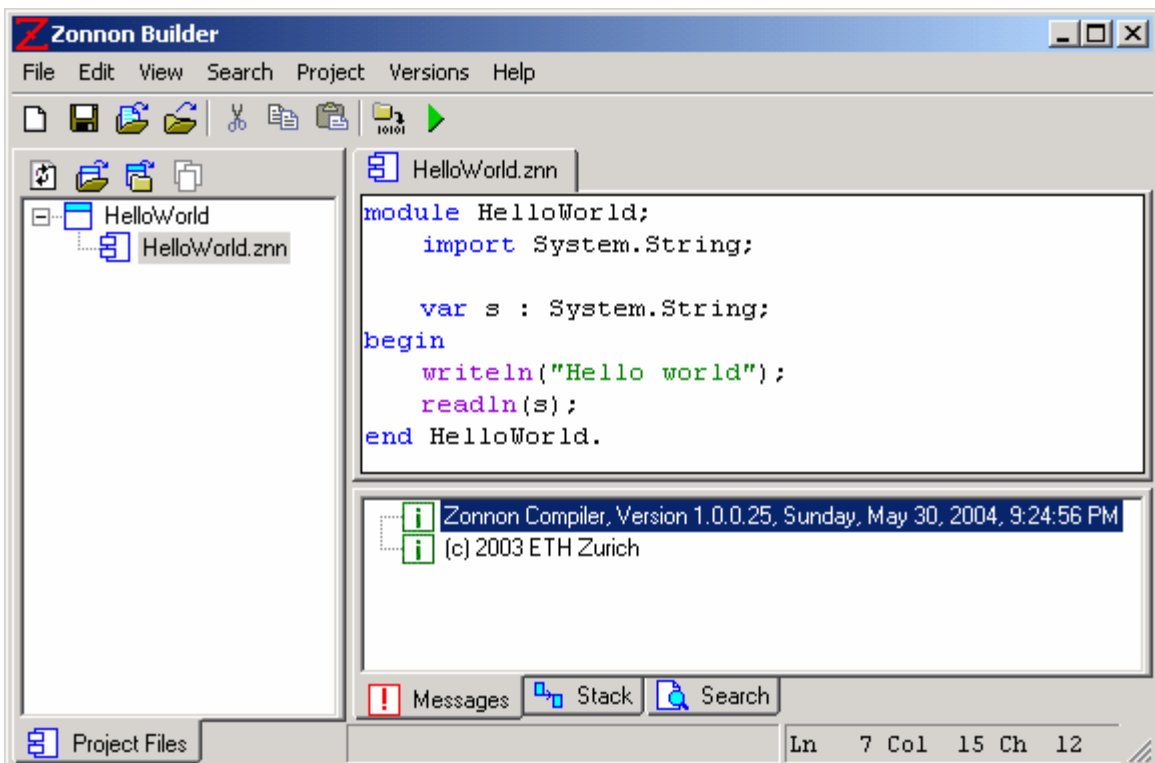 Zonnon Builder
File Edit View Search Project Versions Help
10101
HelloWorld
HelloWorld.znn
Project Files
HelloWorld.znn
module HelloWorld;
import System.String;
var s : System.String;
begin
writeln("Hello world");
readln(s);
end HelloWorld.
Zonnon Compiler, Version 1.0.0.25, Sunday, May 30, 2004, 9:24:56 PM
(c) 2003 ETH Zurich
Messages Stack Search
Ln 7 Col 15 Ch 12